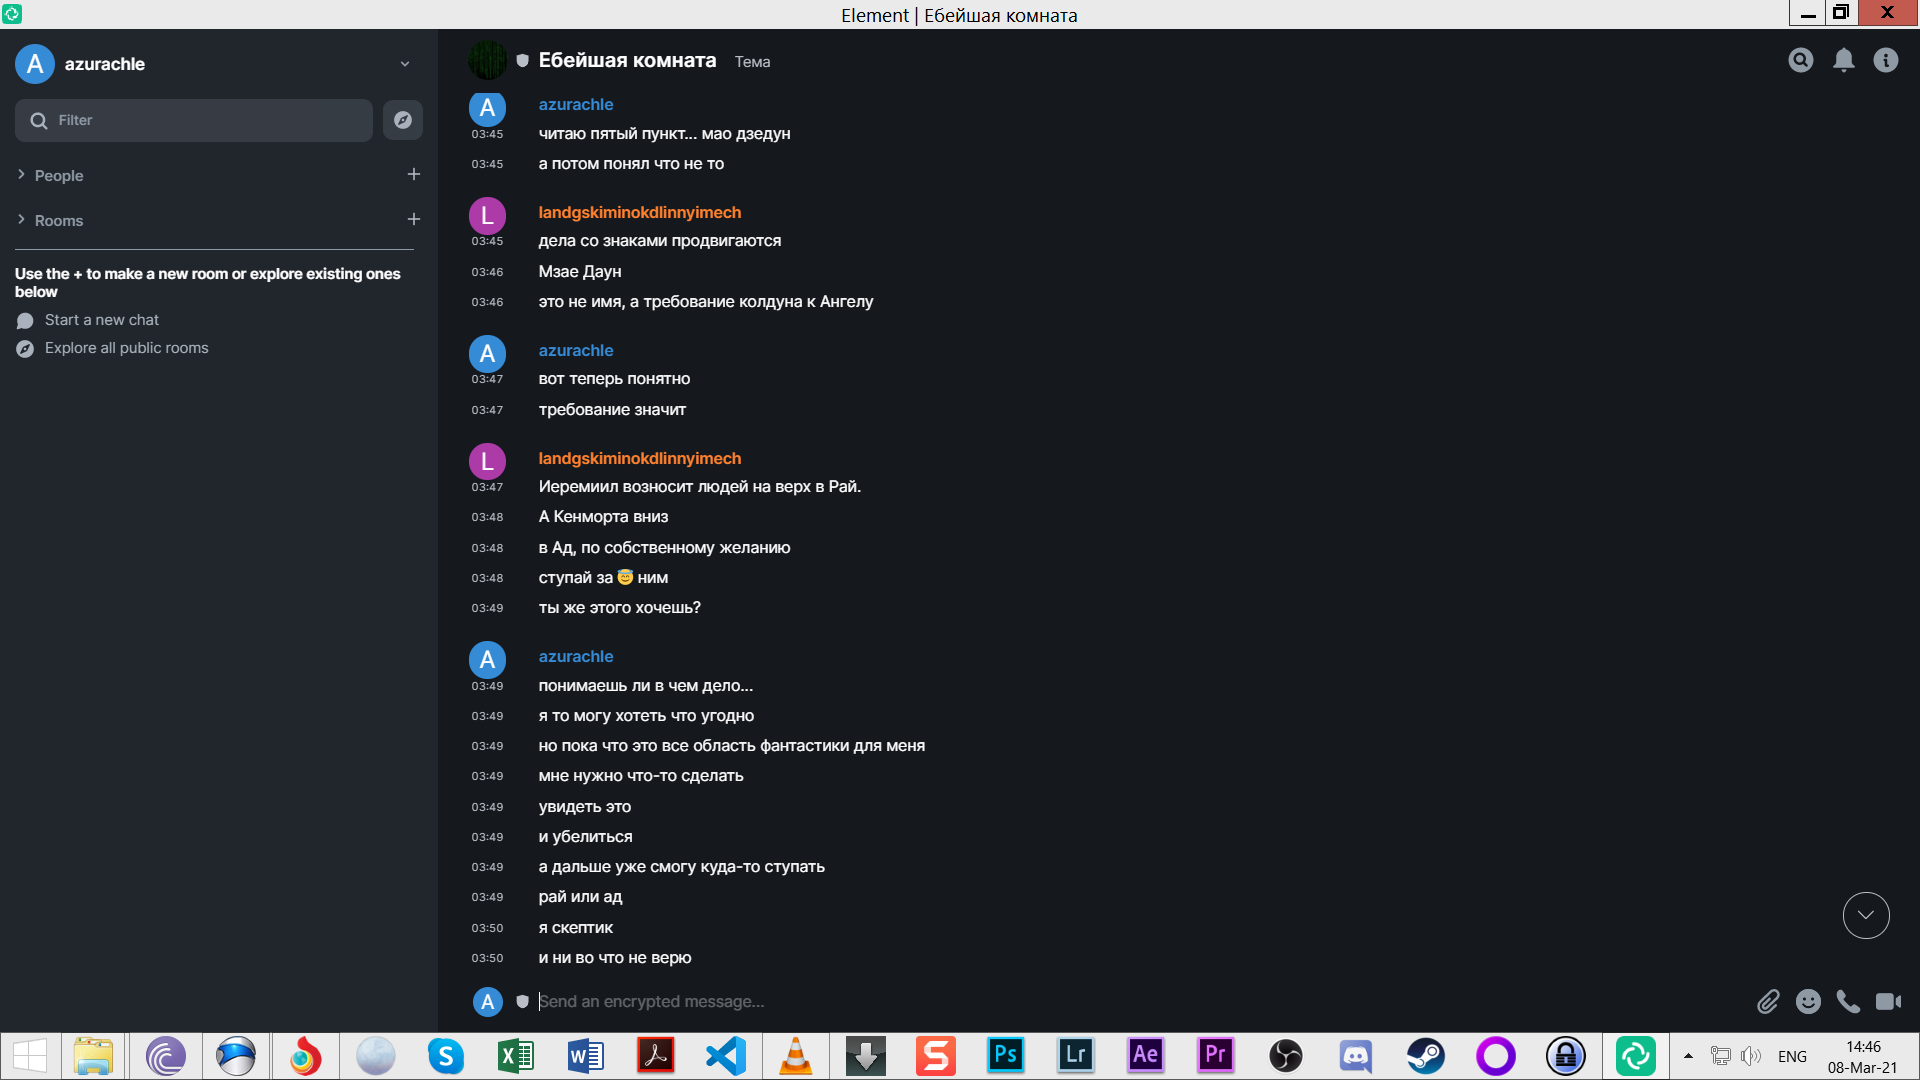 Element | Ебейшая комната
A
azurachle
Filter
People
Rooms
Use the + to make a new room or explore existing ones
below
Start a new chat
Explore all public rooms
Ебейшая комната Тема
A azurachle
03:45 читаю пятый пункт... мао дзедун
03:45 а потом понял что не то
L landgskiminokdlinnyimech
03:45 дела со знаками продвигаются
03:46 Мзае Даун
03:46 это не имя, а требование колдуна к Ангелу
A azurachle
03:47 вот теперь понятно
03:47 требование значит
L landgskiminokdlinnyimech
03:47 Иеремиил возносит людей на верх в Рай.
03:48 А Кенморта вниз
03:48 в Ад, по собственному желанию
03:48 ступай за 😇 ним
03:49 ты же этого хочешь?
A azurachle
03:49 понимаешь ли в чем дело...
03:49 я то могу хотеть что угодно
03:49 но пока что это все область фантастики для меня
03:49 мне нужно что-то сделать
03:49 увидеть это
03:49 и убелиться
03:49 а дальше уже смогу куда-то ступать
03:49 рай или ад
03:50 я скептик
03:50 и ни во что не верю
A Send an encrypted message...
S X W S Ps Lr Ae Pr ENG 14:46
08-Mar-21